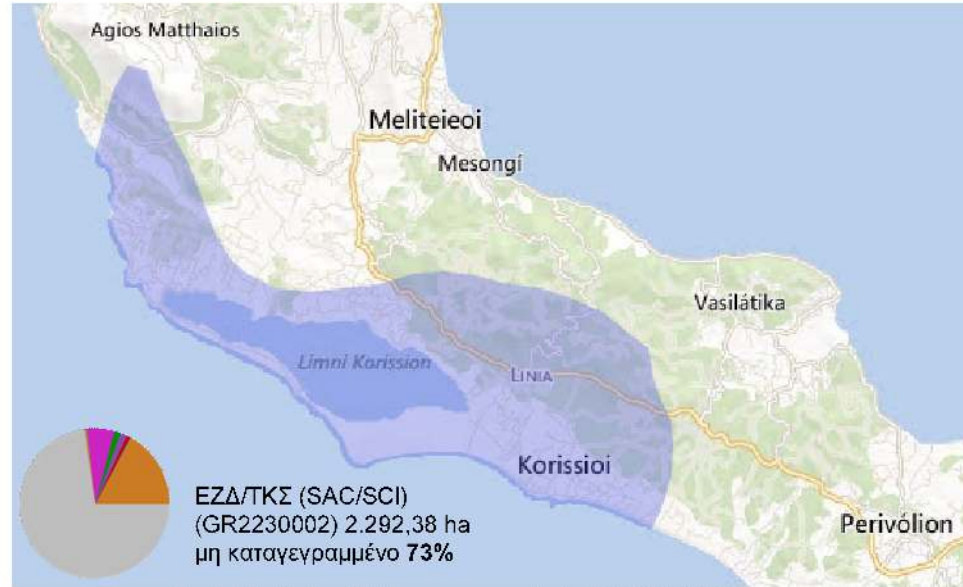 Agios Matthaios
Meliteieoi
Mesongí
Vasilátika
Limni Korission
LINIA
Korissioi
Perivólion
ΕΖΔ/ΤΚΣ (SAC/SCI)
(GR2230002) 2.292,38 ha
μη καταγεγραμμένο 73%